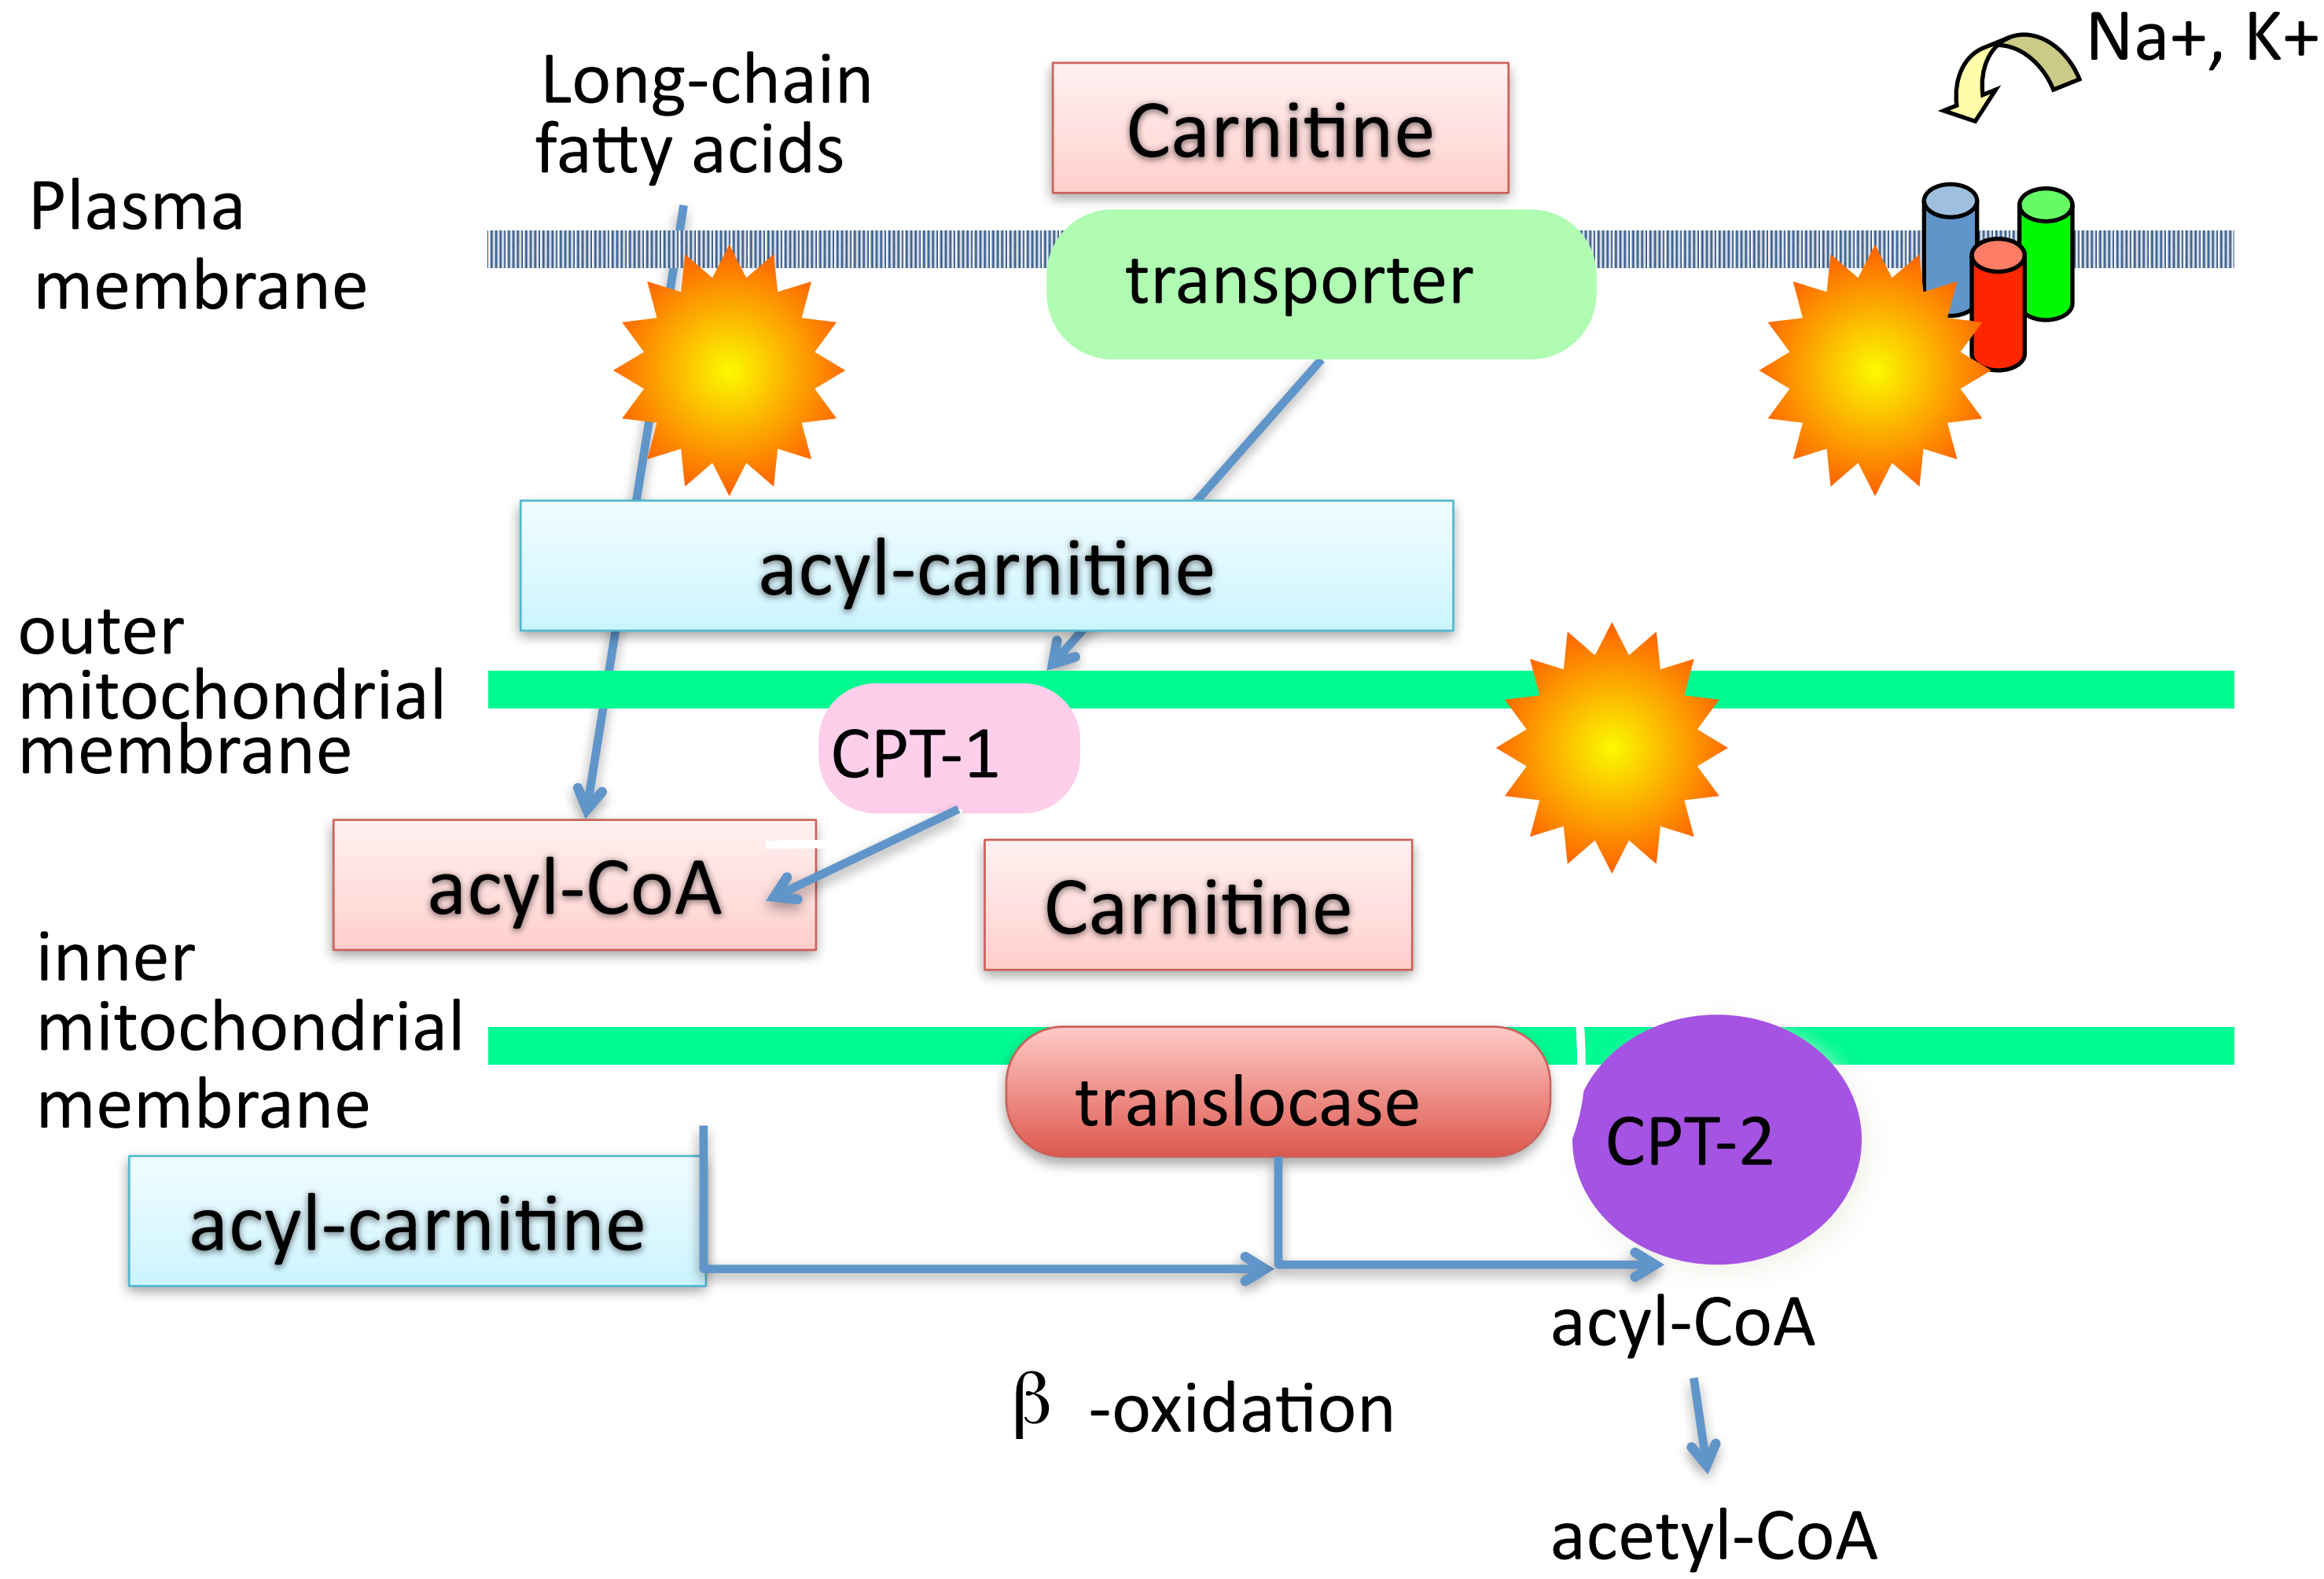 Na+, K+
Long-chain
fatty acids
Carnitine
Plasma
membrane
transporter
acyl-carnitine
outer
mitochondrial
membrane
CPT-1
acyl-CoA
Carnitine
inner
mitochondrial
membrane
translocase
CPT-2
acyl-carnitine
acyl-CoA
β -oxidation
acetyl-CoA